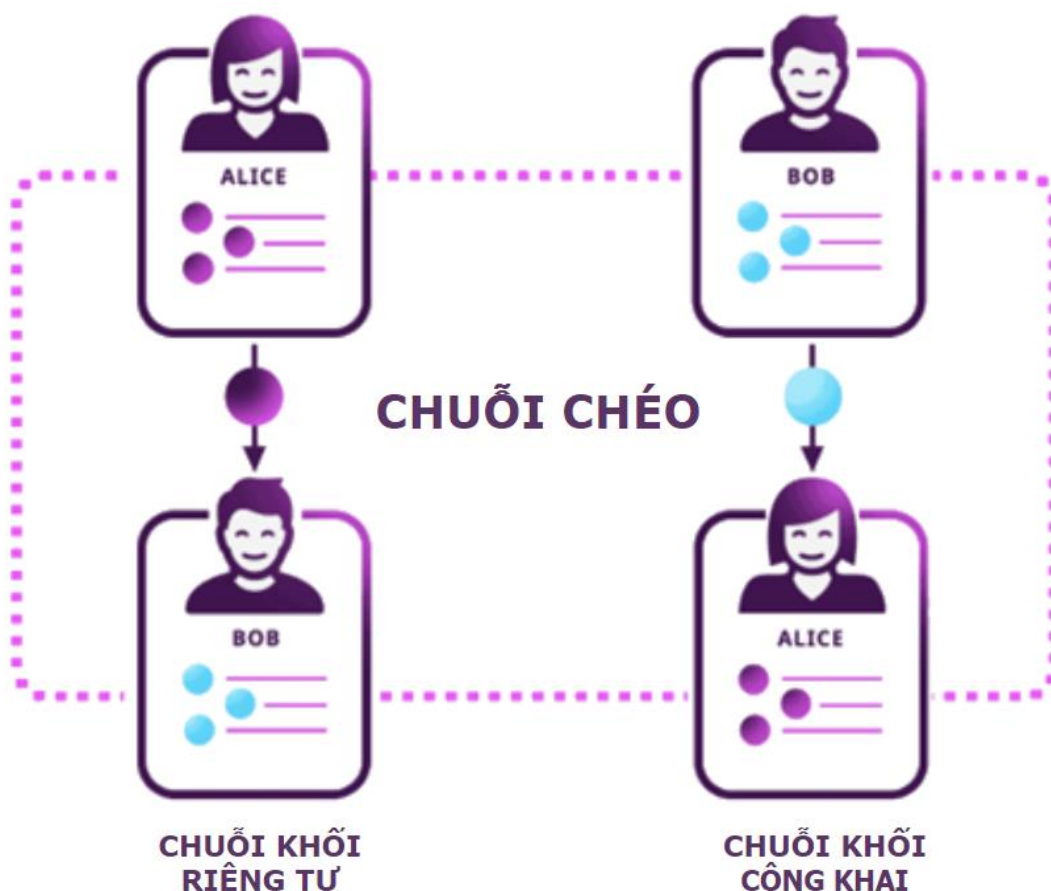 ALICE
BOB
CHUỖI CHÉO
BOB
ALICE
CHUỖI KHỐI
RIÊNG TƯ
CHUỖI KHỐI
CÔNG KHAI